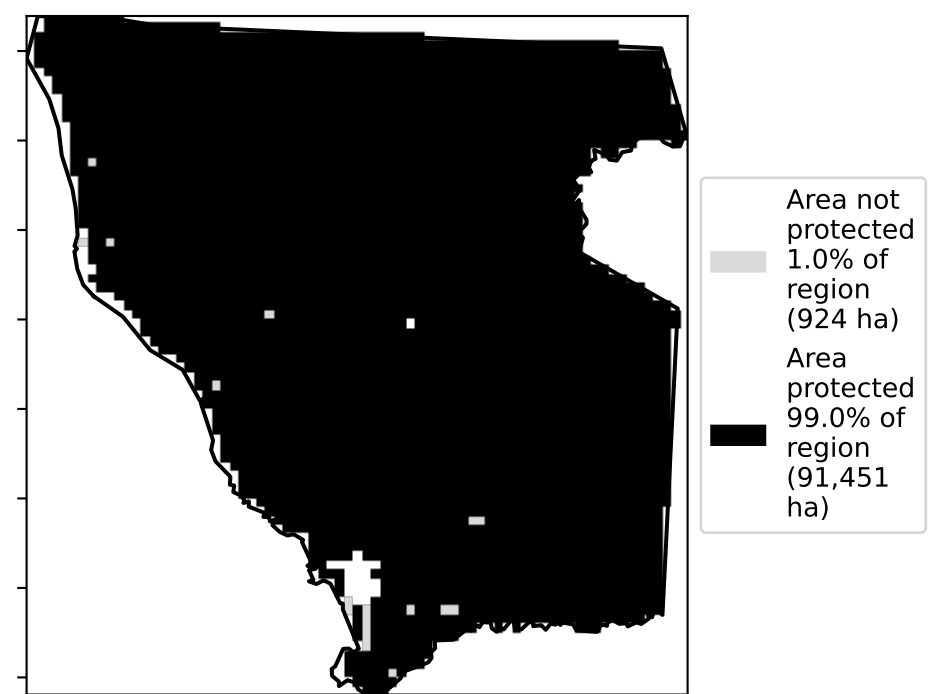 Area not
protected
1.0% of
region
(924 ha)
Area
protected
99.0% of
region
(91,451
ha)